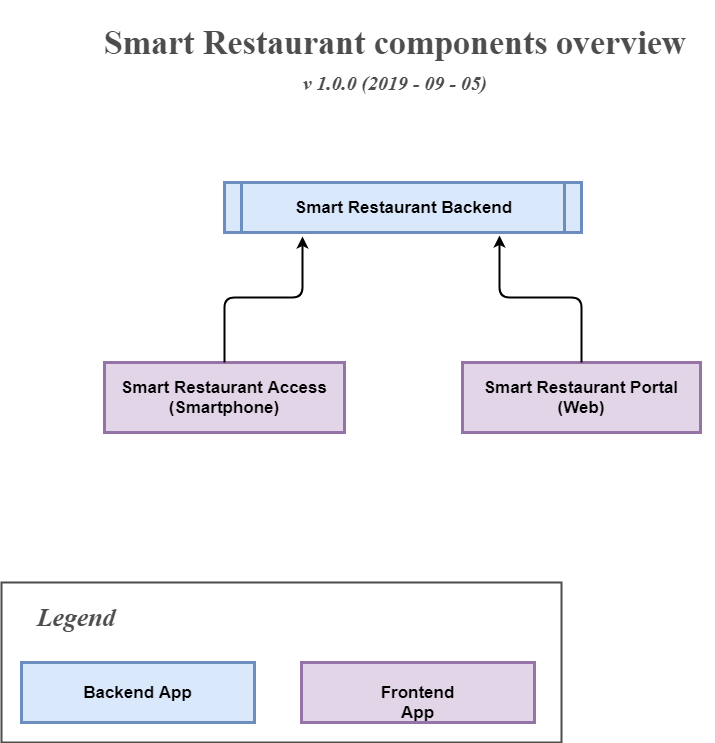 Smart Restaurant components overview
v 1.0.0 (2019 - 09 - 05)
Smart Restaurant Backend
Smart Restaurant Access
(Smartphone)
Smart Restaurant Portal
(Web)
Legend
Backend App
Frontend
App